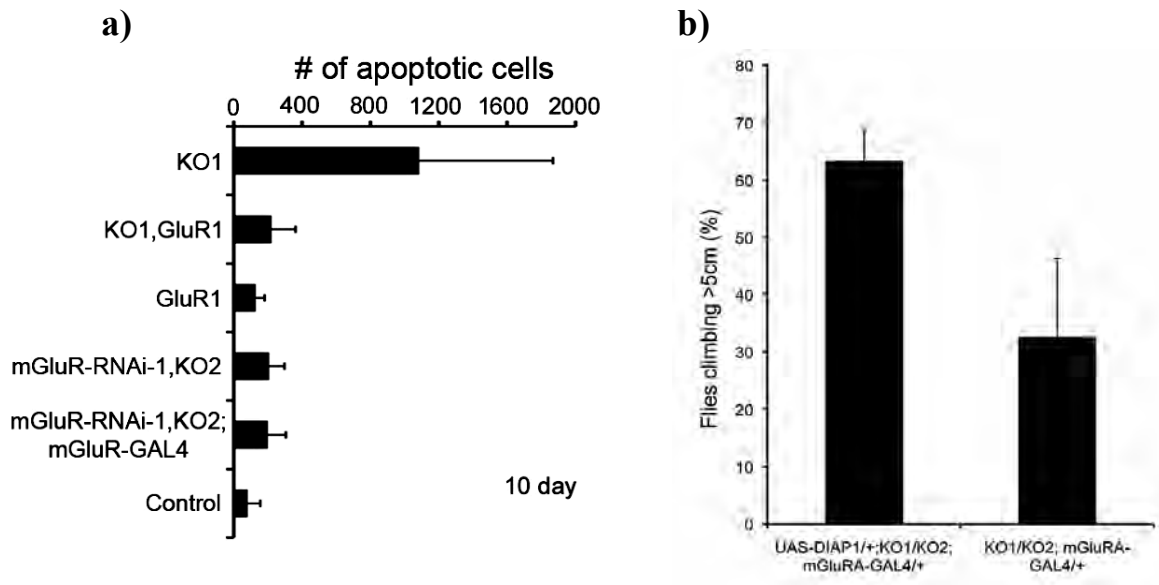 a)
# of apoptotic cells
0 400 800 1200 1600 2000
KO1
KO1,GluR1
GluR1
mGluR-RNAi-1,KO2
mGluR-RNAi-1,KO2;
mGluR-GAL4
Control
10 day
b)
Flies climbing >5cm (%)
80
70
60
50
40
30
20
10
0
UAS-DIAP1/+;KO1/KO2;
mGluRA-GAL4/+
KO1/KO2; mGluRA-
GAL4/+